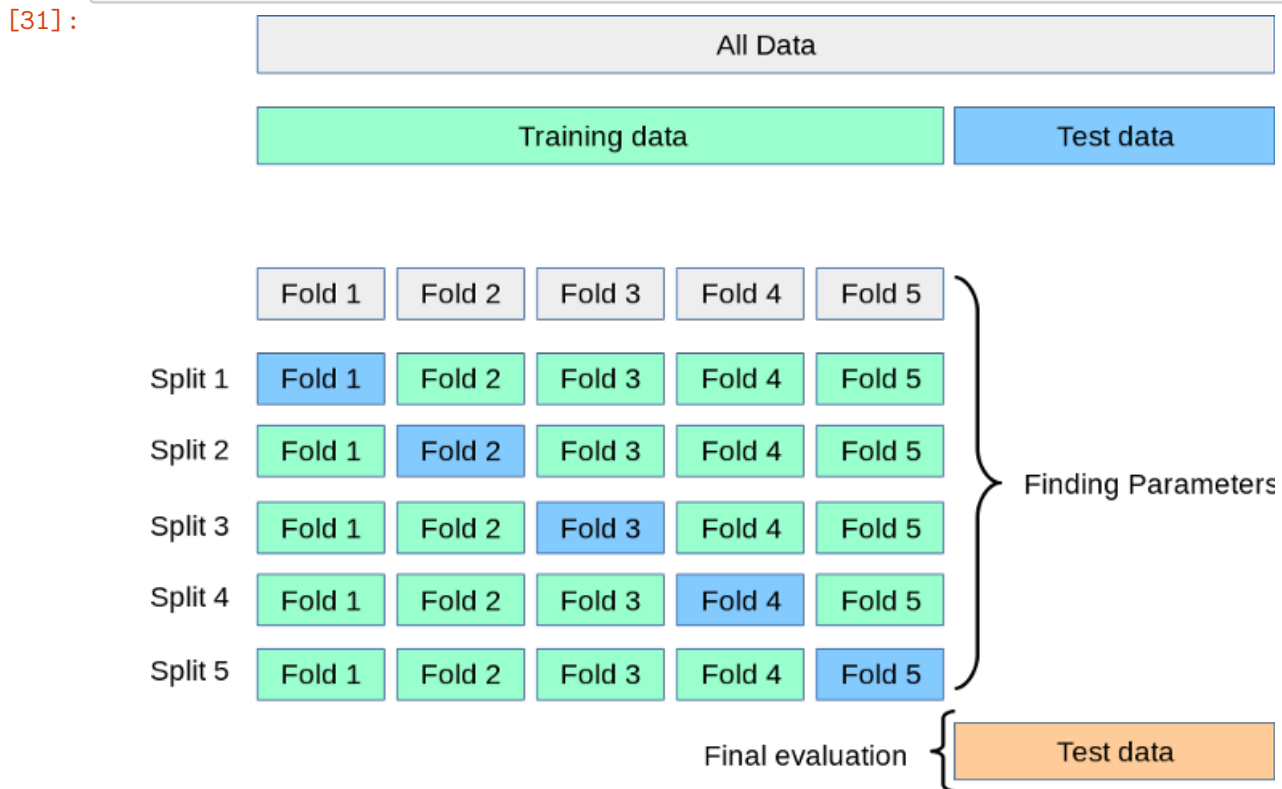 [31]:
All Data
Training data Test data
Fold 1 Fold 2 Fold 3 Fold 4 Fold 5
Split 1 Fold 1 Fold 2 Fold 3 Fold 4 Fold 5
Split 2 Fold 1 Fold 2 Fold 3 Fold 4 Fold 5
Finding Parameters
Split 3 Fold 1 Fold 2 Fold 3 Fold 4 Fold 5
Split 4 Fold 1 Fold 2 Fold 3 Fold 4 Fold 5
Split 5 Fold 1 Fold 2 Fold 3 Fold 4 Fold 5
Final evaluation Test data